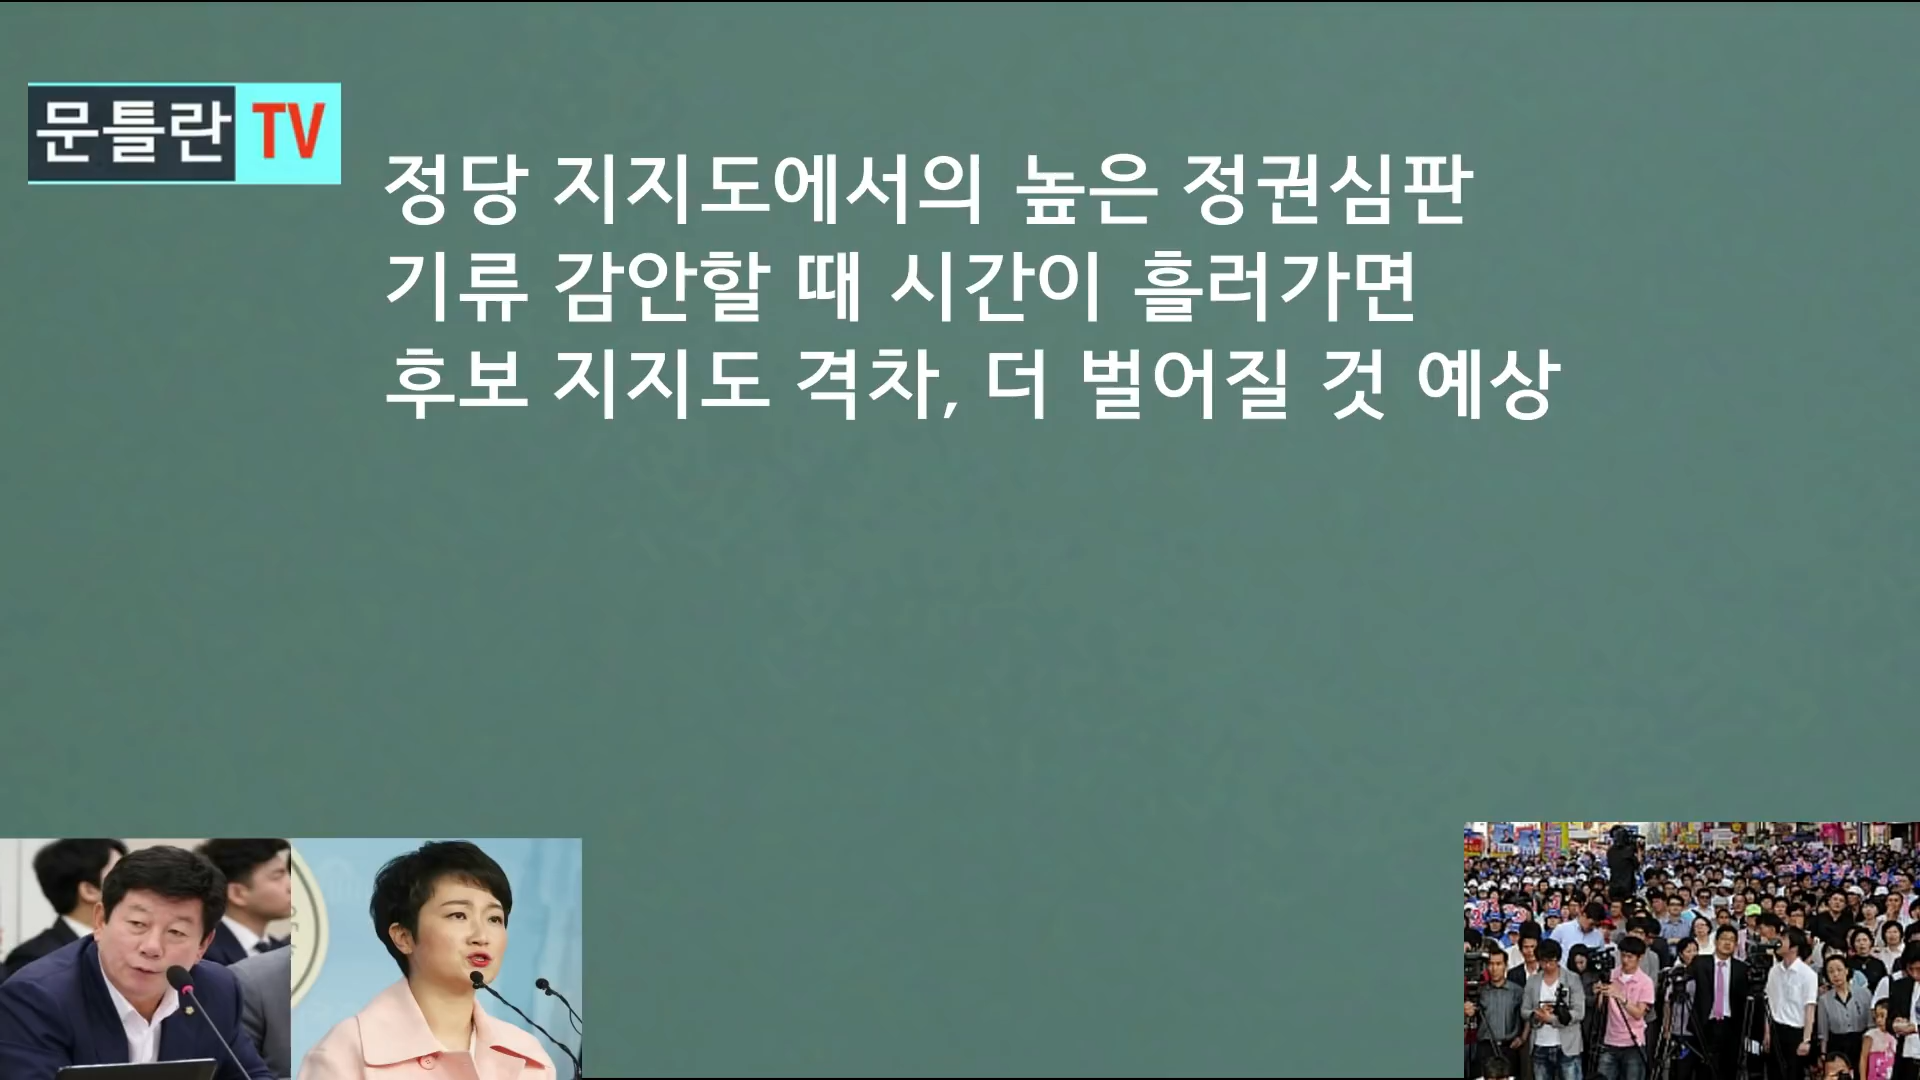 문틀란 TV
정당 지지도에서의 높은 정권심판
기류 감안할 때 시간이 흘러가면
후보 지지도 격차, 더 벌어질 것 예상